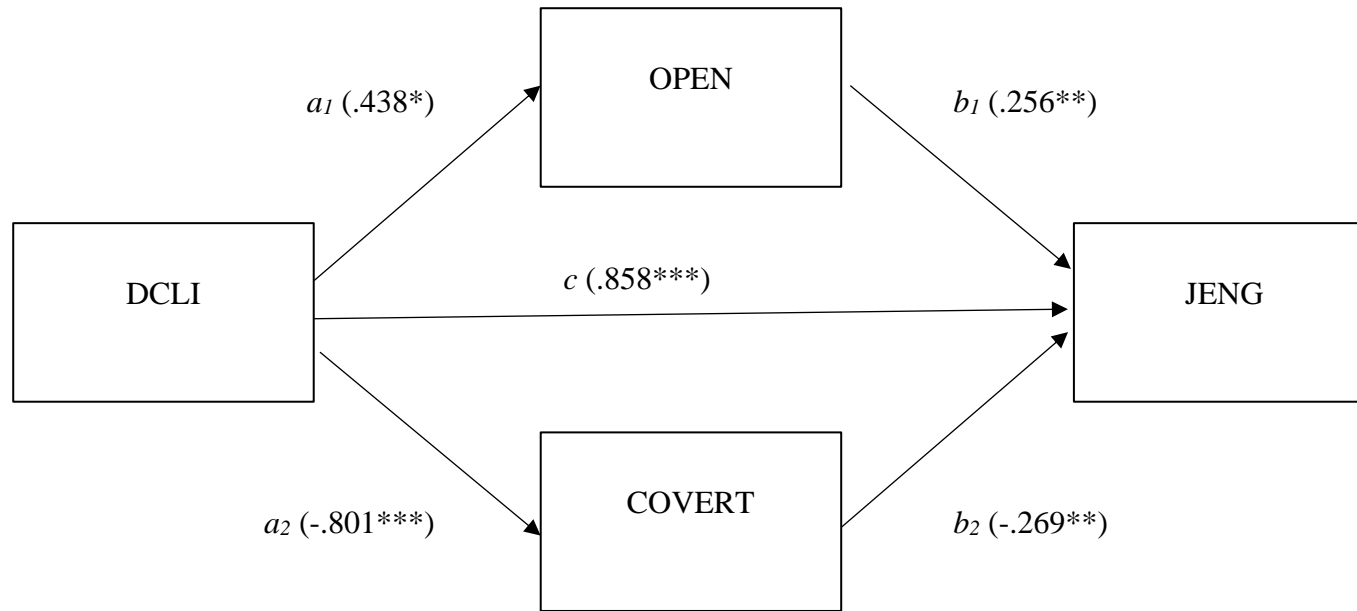 OPEN
a1 (.438*)
b1 (.256**)
DCLI
c (.858***)
JENG
COVERT
a2 (-.801***)
b2 (-.269**)